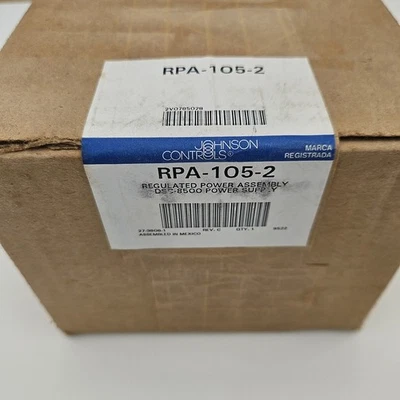 RPA-105-2
JOHNSON
CONTROLS®
MARCA
REGISTRADA
RPA-105-2
REGULATED POWER ASSEMBLY
DSC-8500 POWER SUPPLY
REV. C QTY. 1
ASSEMBLED IN MEXICO